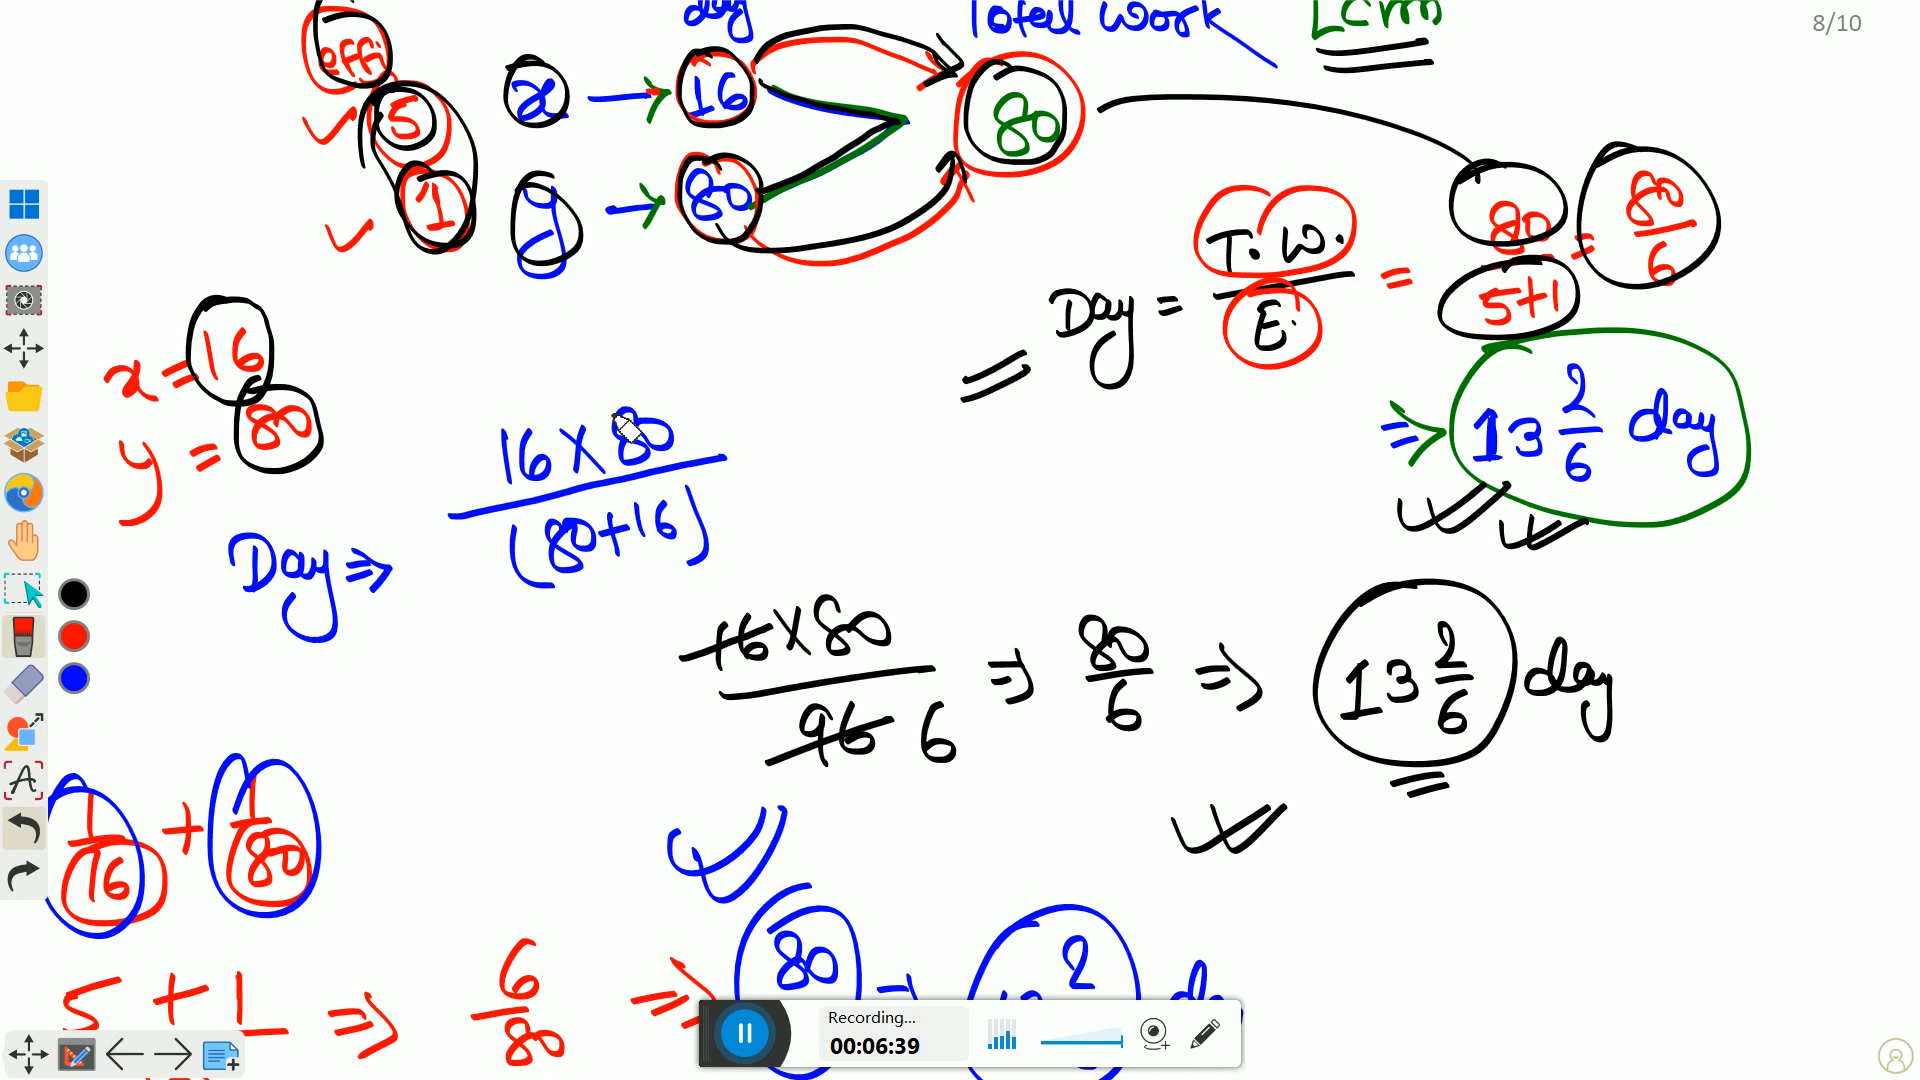 day Total Work LCM 8/10
effi
5 x → 16 80
1 y → 80
Day = T.W. / E. = 80 / 5+1 = 80/6
x = 16
y = 80
⇒ 13 2/6 day
16 × 80
Day ⇒ (80+16)
16 × 80 / 96 6 ⇒ 80/6 ⇒ 13 2/6 day
1/16 + 1/80
5 + 1 ⇒ 6/80 ⇒ 80 ⇒ 2
Recording...
00:06:39